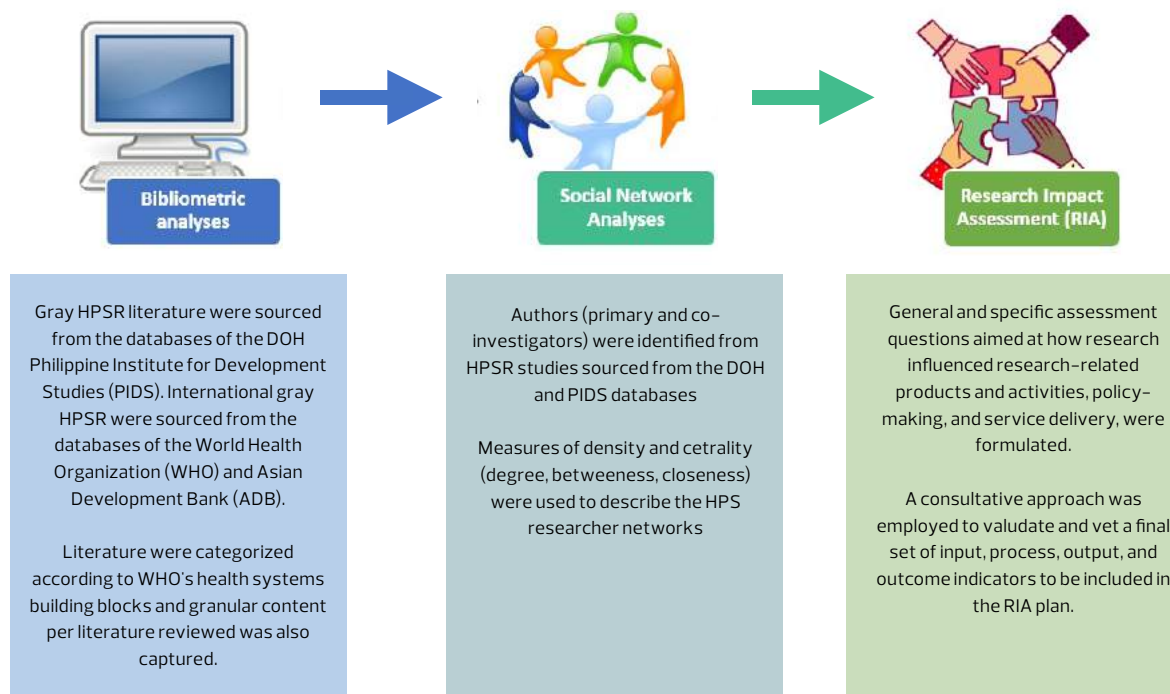 Bibliometric
analyses
Social Network
Analyses
Research Impact
Assessment (RIA)
Gray HPSR literature were sourced
from the databases of the DOH
Philippine Institute for Development
Studies (PIDS). International gray
HPSR were sourced from the
databases of the World Health
Organization (WHO) and Asian
Development Bank (ADB).
Literature were categorized
according to WHO's health systems
building blocks and granular content
per literature reviewed was also
captured.
Authors (primary and co-
investigators) were identified from
HPSR studies sourced from the DOH
and PIDS databases
Measures of density and cetrality
(degree, betweeness, closeness)
were used to describe the HPS
researcher networks
General and specific assessment
questions aimed at how research
influenced research-related
products and activities, policy-
making, and service delivery, were
formulated.
A consultative approach was
employed to valudate and vet a final
set of input, process, output, and
outcome indicators to be included in
the RIA plan.